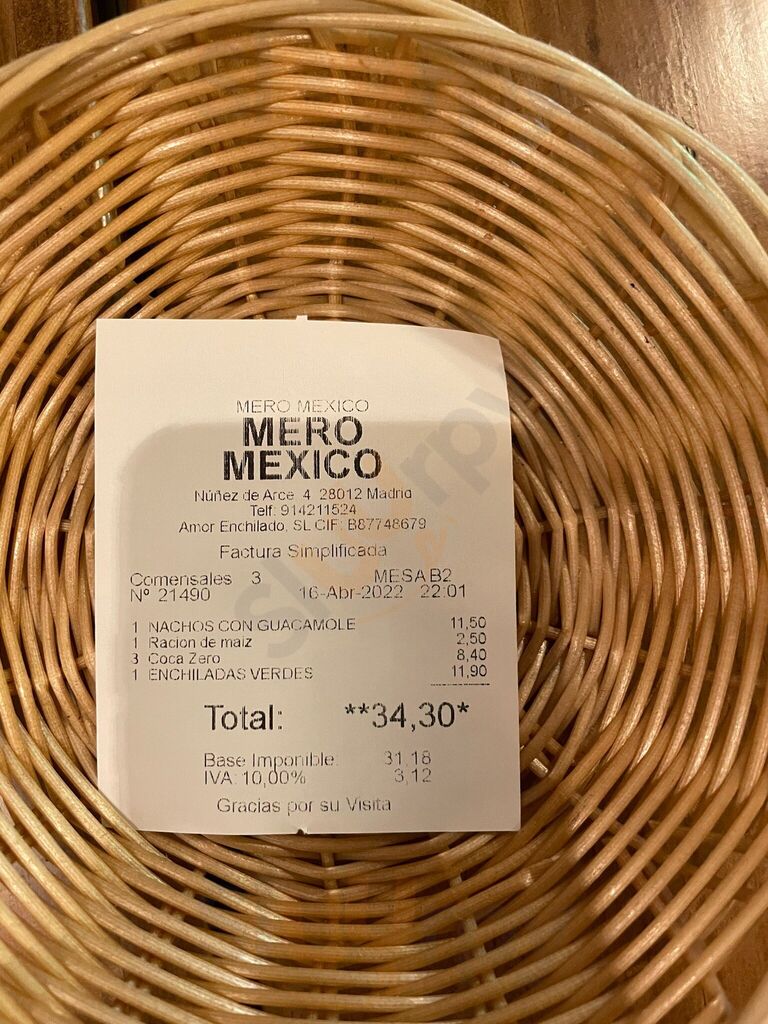 MERO MEXICO
MERO
MEXICO
Núñez de Arce, 4 28012 Madrid
Telf: 914211524
Amor Enchilado, SL CIF: B87748679
Factura Simplificada
Comensales 3 MESA B2
Nº 21490 16-Abr-2022 22:01
1 NACHOS CON GUACAMOLE 11,50
1 Racion de maiz 2,50
3 Coca Zero 8,40
1 ENCHILADAS VERDES 11,90
Total: **34,30*
Base Imponible: 31,18
IVA: 10,00% 3,12
Gracias por su Visita